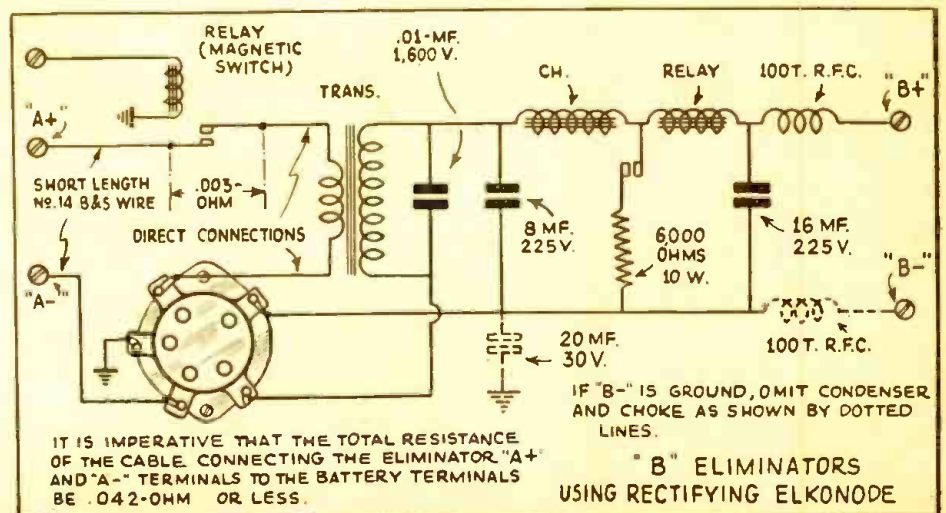 RELAY
(MAGNETIC
SWITCH)
"A+"
SHORT LENGTH
No.14 B&S WIRE
.003-
OHM
DIRECT CONNECTIONS
"A-"
TRANS.
.01-MF.
1,600 V.
CH.
RELAY
100T. R.F.C.
"B+"
8 MF.
225V.
6,000
OHMS
10 W.
16 MF.
225V.
"B-"
20 MF.
30V.
100T. R.F.C.
IF "B-" IS GROUND, OMIT CONDENSER
AND CHOKE AS SHOWN BY DOTTED
LINES.
IT IS IMPERATIVE THAT THE TOTAL RESISTANCE
OF THE CABLE CONNECTING THE ELIMINATOR "A+"
AND "A-" TERMINALS TO THE BATTERY TERMINALS
BE .042-OHM OR LESS.
"B" ELIMINATORS
USING RECTIFYING ELKONODE